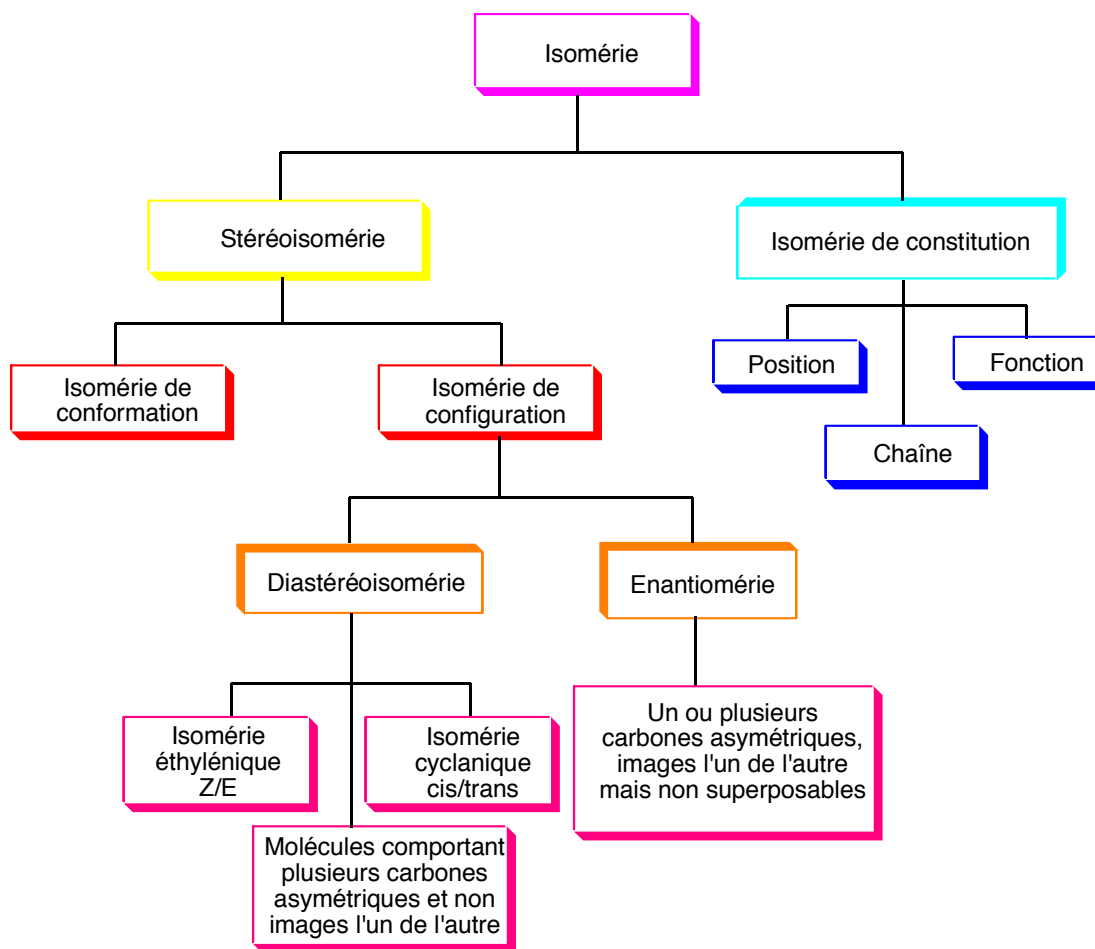 Isomérie
Stéréoisomérie
Isomérie de constitution
Position
Fonction
Isomérie de
conformation
Isomérie de
configuration
Chaîne
Diastéréoisomérie
Enantiomérie
Isomérie
éthylénique
Z/E
Isomérie
cyclanique
cis/trans
Un ou plusieurs
carbones asymétriques,
images l'un de l'autre
mais non superposables
Molécules comportant
plusieurs carbones
asymétriques et non
images l'un de l'autre